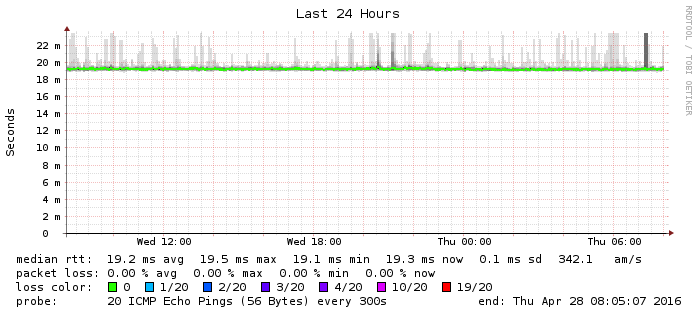 Last 24 Hours
RRDTOOL / TOBI OETIKER
Seconds
22 m
20 m
18 m
16 m
14 m
12 m
10 m
8 m
6 m
4 m
2 m
0
Wed 12:00 Wed 18:00 Thu 00:00 Thu 06:00
median rtt: 19.2 ms avg 19.5 ms max 19.1 ms min 19.3 ms now 0.1 ms sd 342.1 am/s
packet loss: 0.00 % avg 0.00 % max 0.00 % min 0.00 % now
loss color: 0 1/20 2/20 3/20 4/20 10/20 19/20
probe: 20 ICMP Echo Pings (56 Bytes) every 300s end: Thu Apr 28 08:05:07 2016